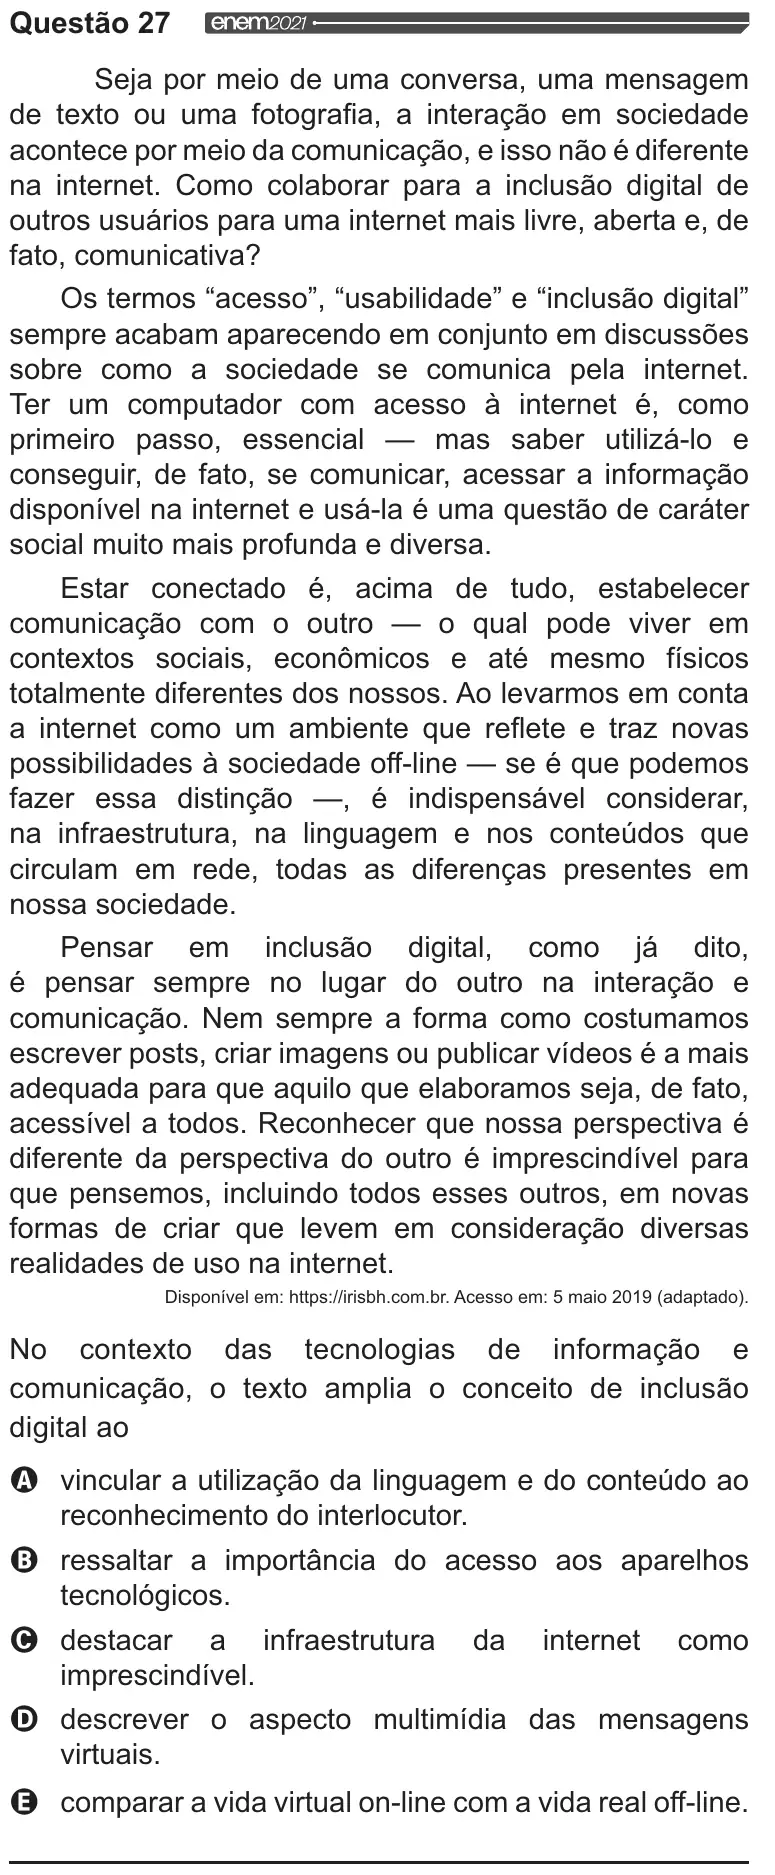 Questão 27 enem2021
Seja por meio de uma conversa, uma mensagem
de texto ou uma fotografia, a interação em sociedade
acontece por meio da comunicação, e isso não é diferente
na internet. Como colaborar para a inclusão digital de
outros usuários para uma internet mais livre, aberta e, de
fato, comunicativa?
Os termos “acesso”, “usabilidade” e “inclusão digital”
sempre acabam aparecendo em conjunto em discussões
sobre como a sociedade se comunica pela internet.
Ter um computador com acesso à internet é, como
primeiro passo, essencial — mas saber utilizá-lo e
conseguir, de fato, se comunicar, acessar a informação
disponível na internet e usá-la é uma questão de caráter
social muito mais profunda e diversa.
Estar conectado é, acima de tudo, estabelecer
comunicação com o outro — o qual pode viver em
contextos sociais, econômicos e até mesmo físicos
totalmente diferentes dos nossos. Ao levarmos em conta
a internet como um ambiente que reflete e traz novas
possibilidades à sociedade off-line — se é que podemos
fazer essa distinção —, é indispensável considerar,
na infraestrutura, na linguagem e nos conteúdos que
circulam em rede, todas as diferenças presentes em
nossa sociedade.
Pensar em inclusão digital, como já dito,
é pensar sempre no lugar do outro na interação e
comunicação. Nem sempre a forma como costumamos
escrever posts, criar imagens ou publicar vídeos é a mais
adequada para que aquilo que elaboramos seja, de fato,
acessível a todos. Reconhecer que nossa perspectiva é
diferente da perspectiva do outro é imprescindível para
que pensemos, incluindo todos esses outros, em novas
formas de criar que levem em consideração diversas
realidades de uso na internet.
Disponível em: https://irisbh.com.br. Acesso em: 5 maio 2019 (adaptado).
No contexto das tecnologias de informação e
comunicação, o texto amplia o conceito de inclusão
digital ao
A vincular a utilização da linguagem e do conteúdo ao
reconhecimento do interlocutor.
B ressaltar a importância do acesso aos aparelhos
tecnológicos.
C destacar a infraestrutura da internet como
imprescindível.
D descrever o aspecto multimídia das mensagens
virtuais.
E comparar a vida virtual on-line com a vida real off-line.